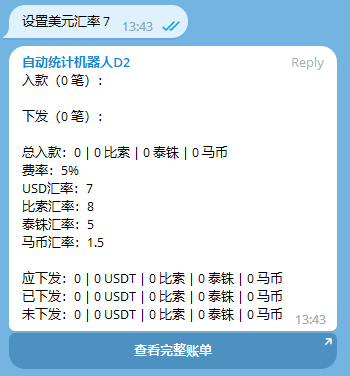 设置美元汇率 7
13:43
自动统计机器人D2 Reply
入款（0 笔）:
下发（0 笔）:
总入款: 0 | 0 比索 | 0 泰铢 | 0 马币
费率: 5%
USD汇率: 7
比索汇率: 8
泰铢汇率: 5
马币汇率: 1.5
应下发: 0 | 0 USDT | 0 比索 | 0 泰铢 | 0 马币
已下发: 0 | 0 USDT | 0 比索 | 0 泰铢 | 0 马币
未下发: 0 | 0 USDT | 0 比索 | 0 泰铢 | 0 马币
13:43
查看完整账单